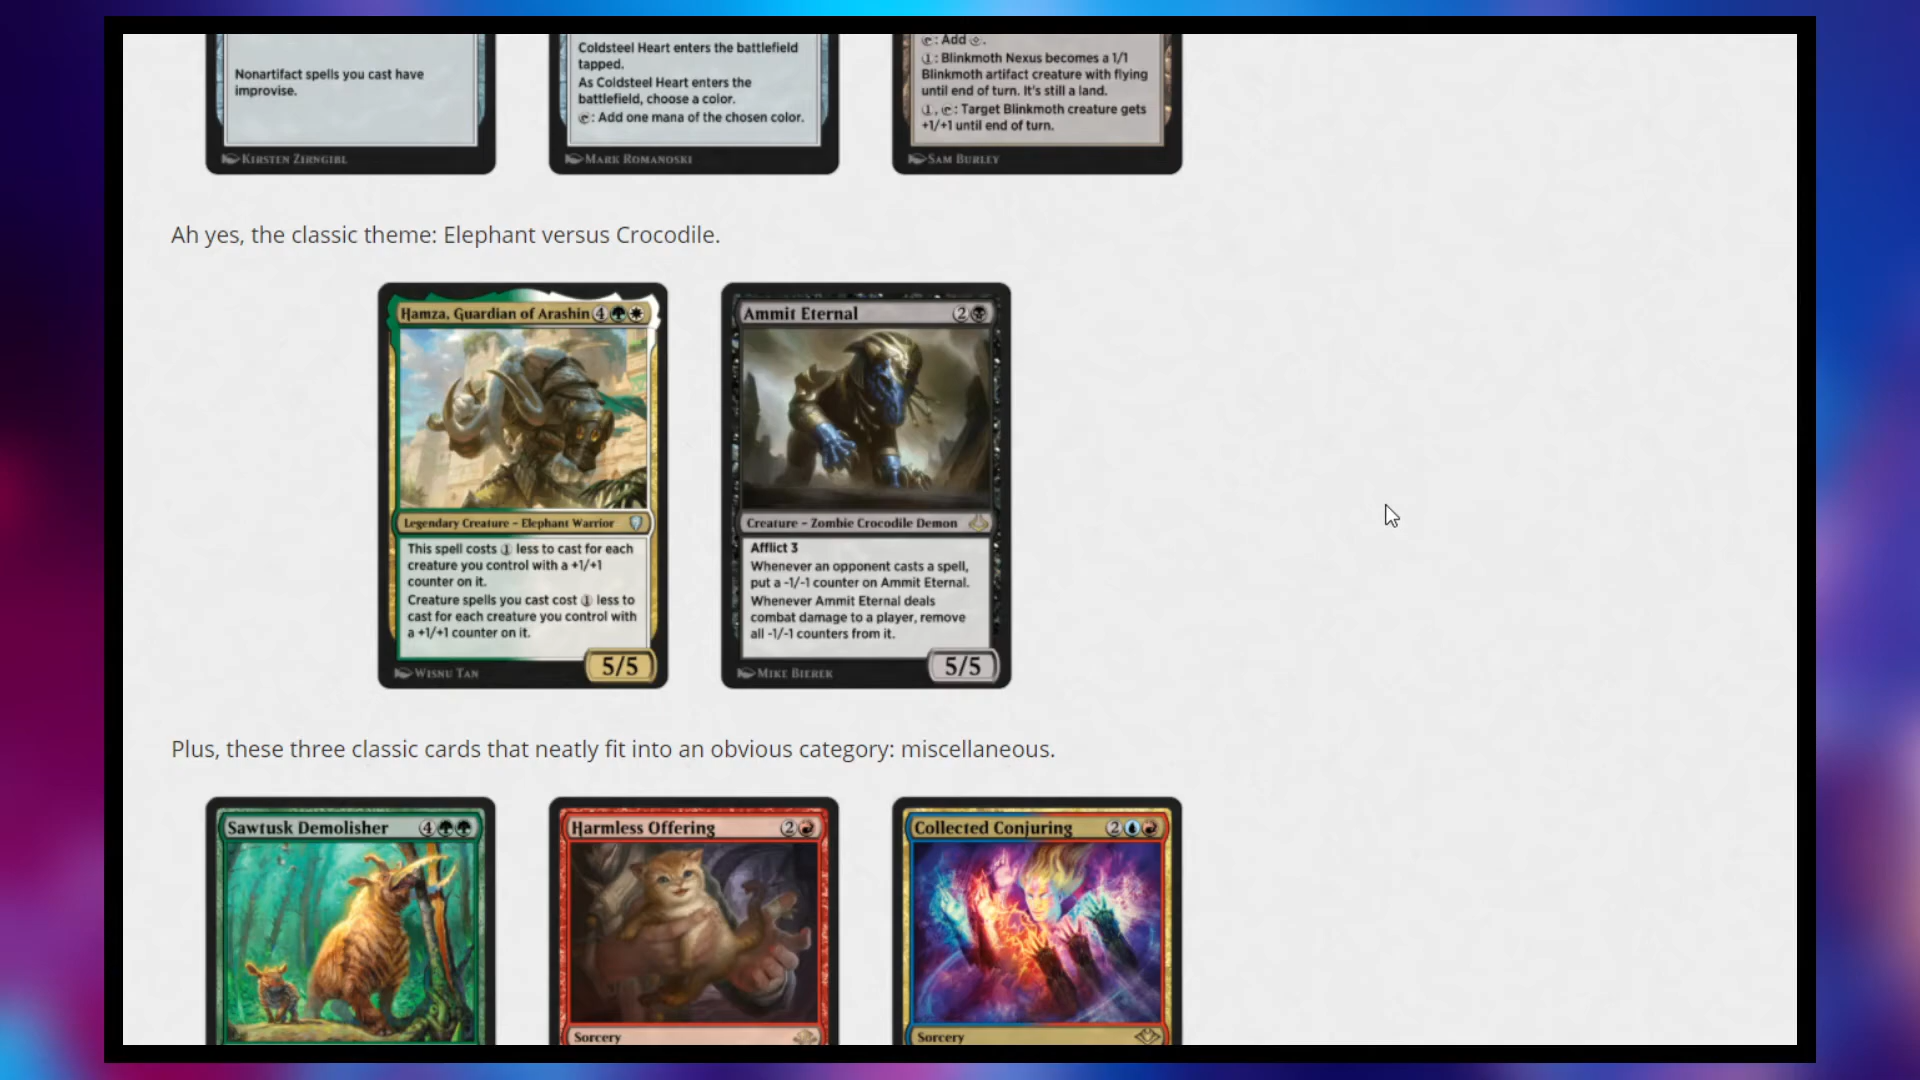 Nonartifact spells you cast have
improvise.
KIRSTEN ZIRNGIBL
Coldsteel Heart enters the battlefield
tapped.
As Coldsteel Heart enters the
battlefield, choose a color.
: Add one mana of the chosen color.
MARK ROMANOSKI
: Add .
1: Blinkmoth Nexus becomes a 1/1
Blinkmoth artifact creature with flying
until end of turn. It's still a land.
1, : Target Blinkmoth creature gets
+1/+1 until end of turn.
SAM BURLEY
Ah yes, the classic theme: Elephant versus Crocodile.
Hamza, Guardian of Arashin 4
Legendary Creature – Elephant Warrior
This spell costs 1 less to cast for each
creature you control with a +1/+1
counter on it.
Creature spells you cast cost 1 less to
cast for each creature you control with
a +1/+1 counter on it.
5/5
WISNU TAN
Ammit Eternal 2
Creature – Zombie Crocodile Demon
Afflict 3
Whenever an opponent casts a spell,
put a -1/-1 counter on Ammit Eternal.
Whenever Ammit Eternal deals
combat damage to a player, remove
all -1/-1 counters from it.
5/5
MIKE BIEREK
Plus, these three classic cards that neatly fit into an obvious category: miscellaneous.
Sawtusk Demolisher 4
Harmless Offering 2
Sorcery
Collected Conjuring 2
Sorcery